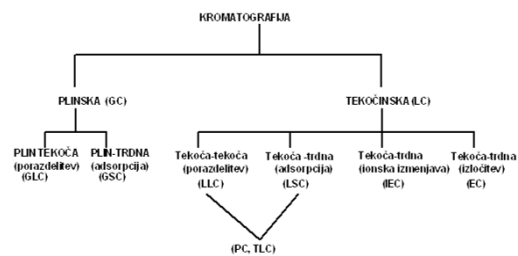 KROMATOGRAFIJA
PLINSKA (GC)
TEKOČINSKA (LC)
PLIN TEKOČA
(porazdelitev)
(GLC)
PLIN-TRDNA
(adsorpcija)
(GSC)
Tekoča-tekoča
(porazdelitev)
(LLC)
Tekoča -trdna
(adsorpcija)
(LSC)
Tekoča-trdna
(ionska izmenjava)
(IEC)
Tekoča-trdna
(izločitev)
(EC)
(PC, TLC)